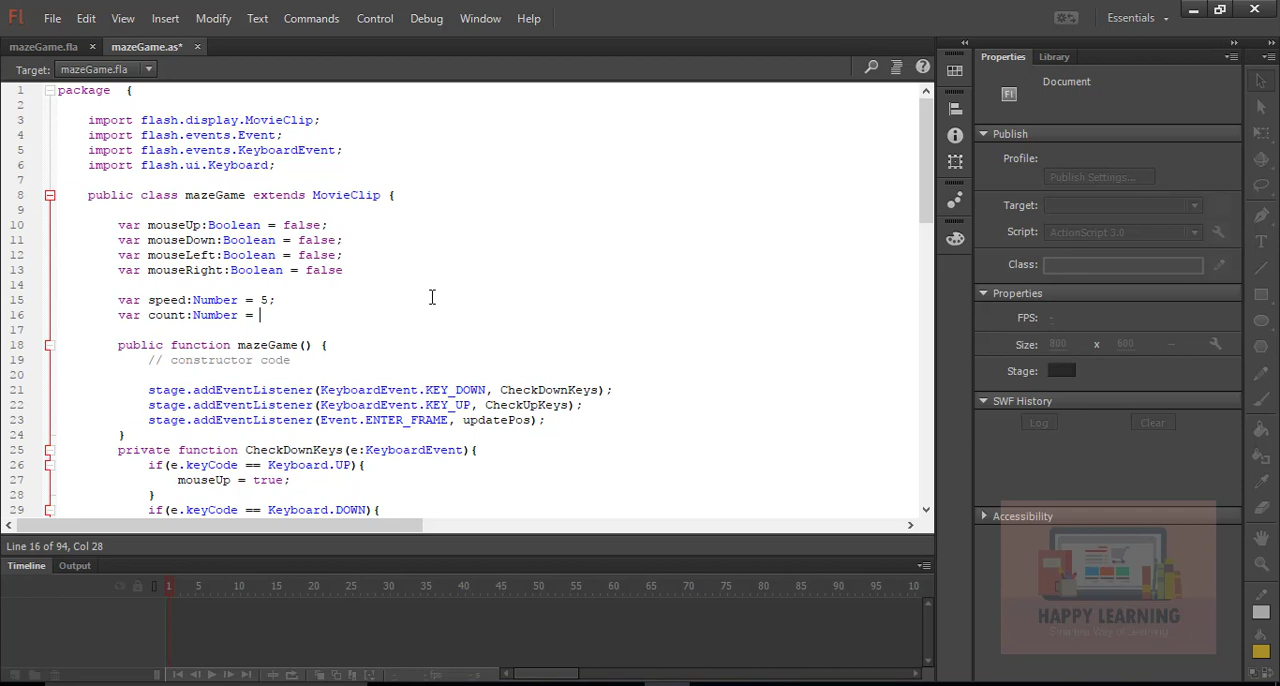 Fl File Edit View Insert Modify Text Commands Control Debug Window Help Essentials
mazeGame.fla × mazeGame.as* ×
Target: mazeGame.fla
Properties Library
Document
Publish
Profile:
Publish Settings...
Target:
Script: ActionScript 3.0
Class:
Properties
FPS: -
Size: 800 x 600
Stage:
SWF History
Log Clear
Accessibility
1 package {
2
3 import flash.display.MovieClip;
4 import flash.events.Event;
5 import flash.events.KeyboardEvent;
6 import flash.ui.Keyboard;
7
8 public class mazeGame extends MovieClip {
9
10 var mouseUp:Boolean = false;
11 var mouseDown:Boolean = false;
12 var mouseLeft:Boolean = false;
13 var mouseRight:Boolean = false
14
15 var speed:Number = 5;
16 var count:Number =
17
18 public function mazeGame() {
19 // constructor code
20
21 stage.addEventListener(KeyboardEvent.KEY_DOWN, CheckDownKeys);
22 stage.addEventListener(KeyboardEvent.KEY_UP, CheckUpKeys);
23 stage.addEventListener(Event.ENTER_FRAME, updatePos);
24 }
25 private function CheckDownKeys(e:KeyboardEvent){
26 if(e.keyCode == Keyboard.UP){
27 mouseUp = true;
28 }
29 if(e.keyCode == Keyboard.DOWN){
Line 16 of 94, Col 28
Timeline Output
1 5 10 15 20 25 30 35 40 45 50 55 60 65 70 75 80 85 90 95 10
HAPPY LEARNING